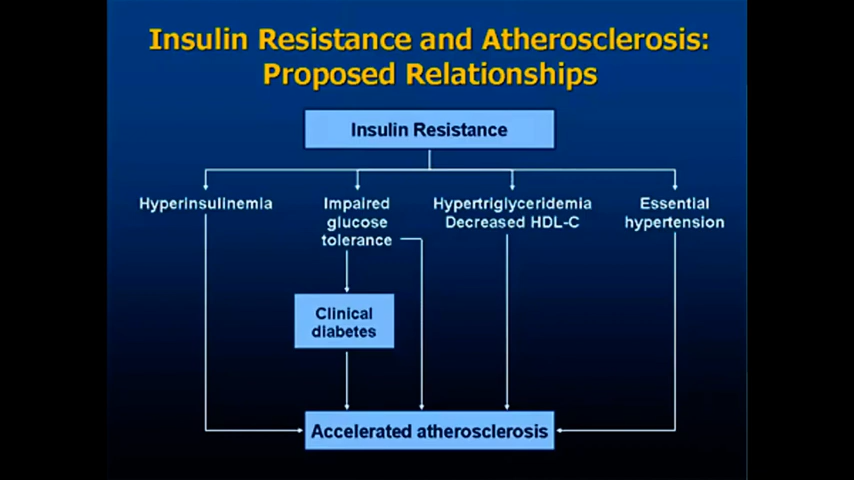 Insulin Resistance and Atherosclerosis:
Proposed Relationships
Insulin Resistance
Hyperinsulinemia
Impaired
glucose
tolerance
Hypertriglyceridemia
Decreased HDL-C
Essential
hypertension
Clinical
diabetes
Accelerated atherosclerosis